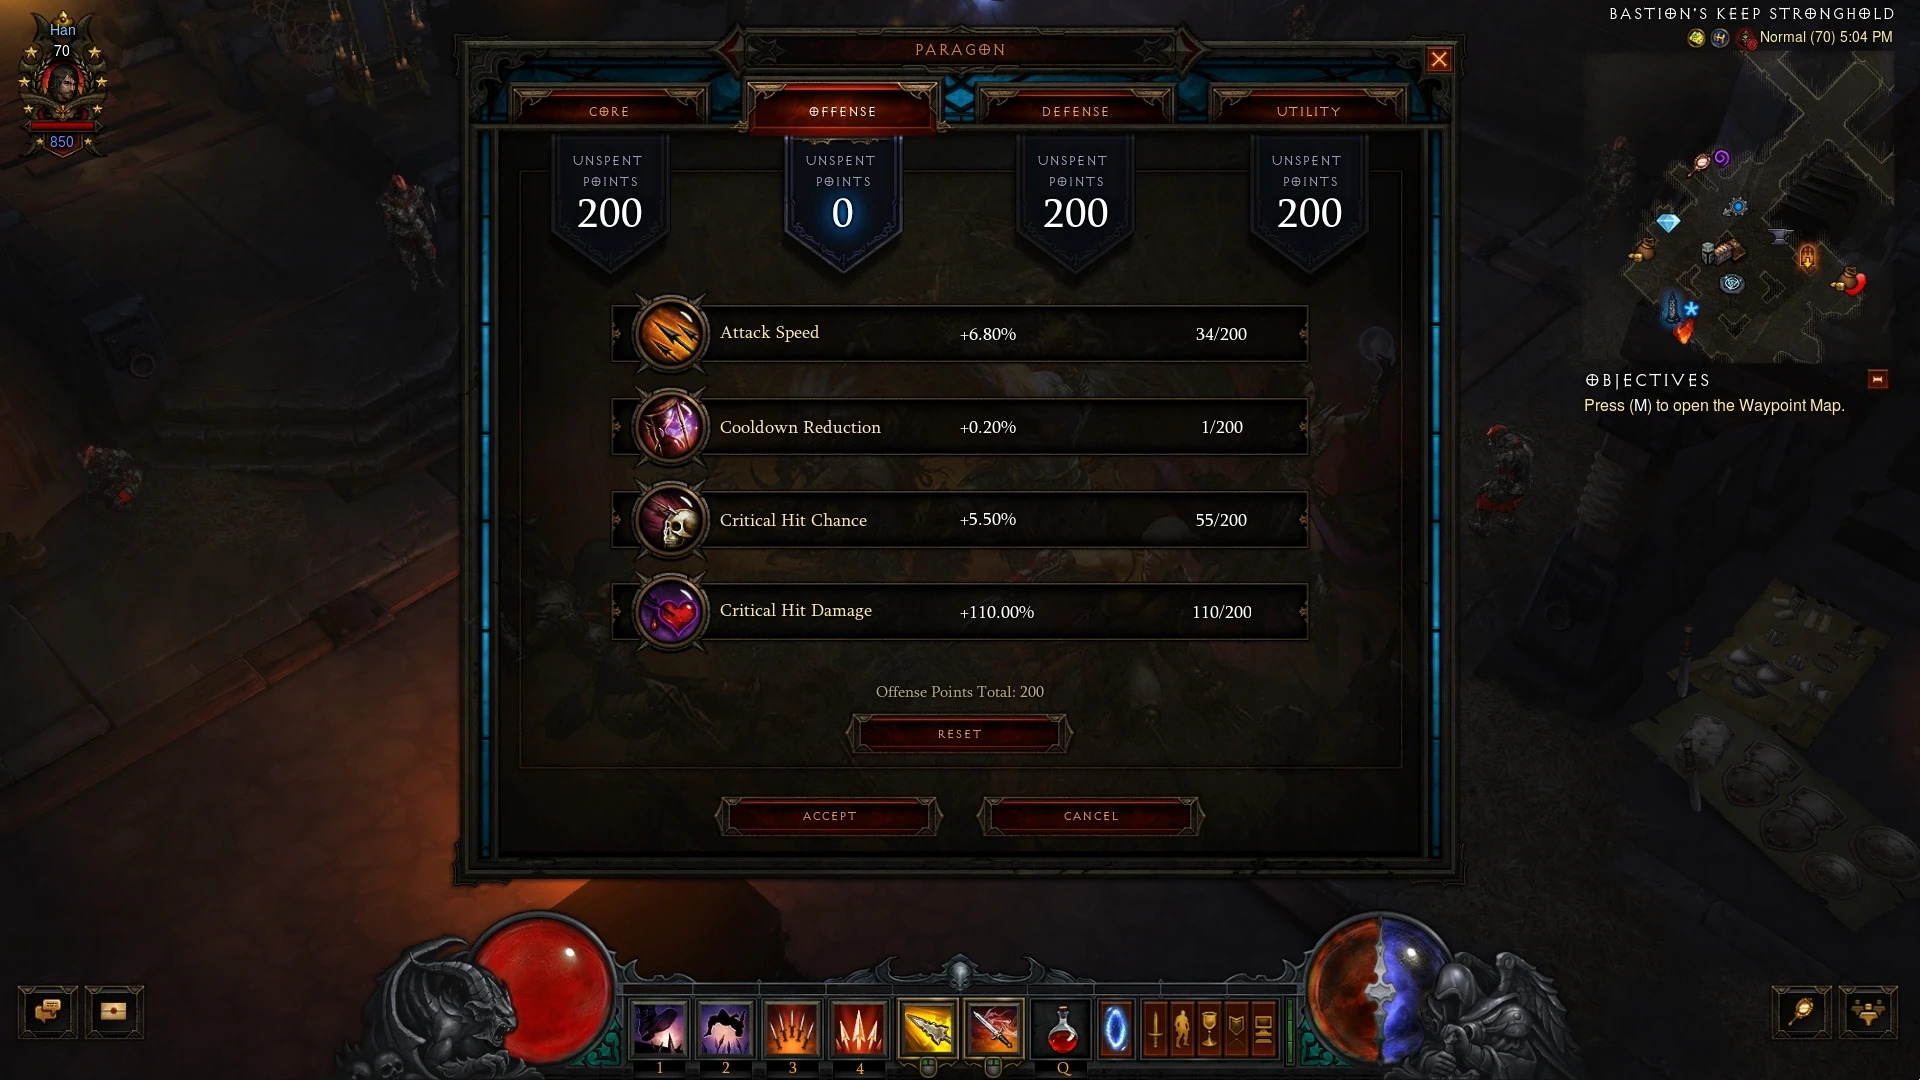 Han
70
850
BASTION'S KEEP STRONGHOLD
Normal (70) 5:04 PM
PARAGON
CORE
OFFENSE
DEFENSE
UTILITY
UNSPENT
POINTS
200
UNSPENT
POINTS
0
UNSPENT
POINTS
200
UNSPENT
POINTS
200
Attack Speed +6.80% 34/200
Cooldown Reduction +0.20% 1/200
Critical Hit Chance +5.50% 55/200
Critical Hit Damage +110.00% 110/200
Offense Points Total: 200
RESET
ACCEPT
CANCEL
OBJECTIVES
Press (M) to open the Waypoint Map.
1 2 3 4 Q